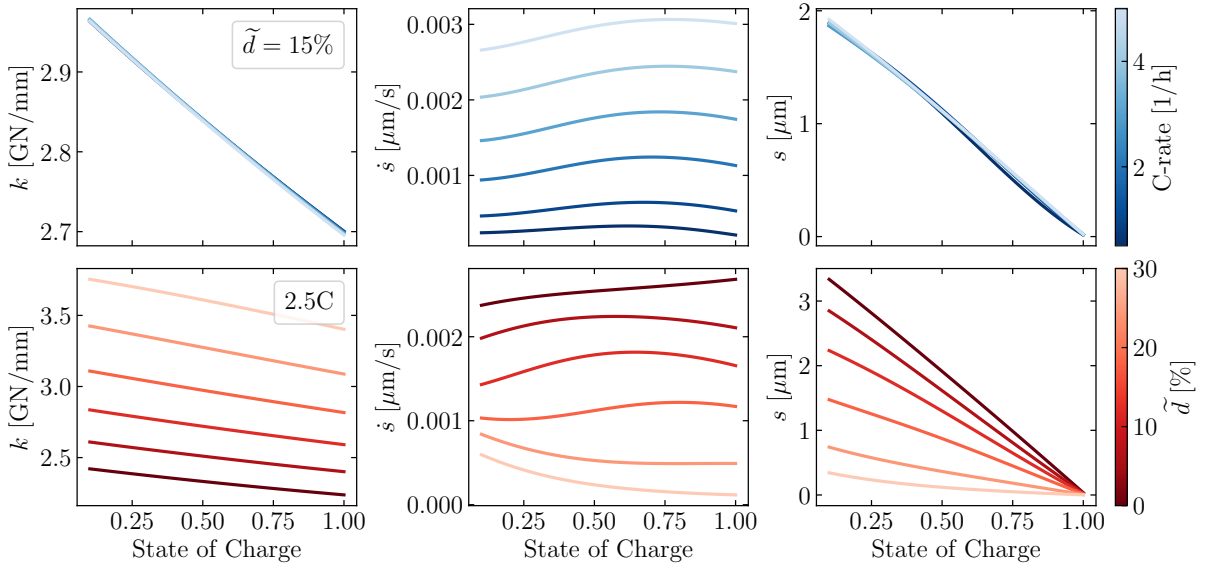 k [GN/mm]
2.9
2.8
2.7
d̃ = 15%
ṡ [μm/s]
0.003
0.002
0.001
s [μm]
2
1
0
C-rate [1/h]
4
2
k [GN/mm]
3.5
3.0
2.5
2.5C
0.25 0.50 0.75 1.00
State of Charge
ṡ [μm/s]
0.002
0.001
0.000
0.25 0.50 0.75 1.00
State of Charge
s [μm]
3
2
1
0
0.25 0.50 0.75 1.00
State of Charge
d̃ [%]
30
20
10
0